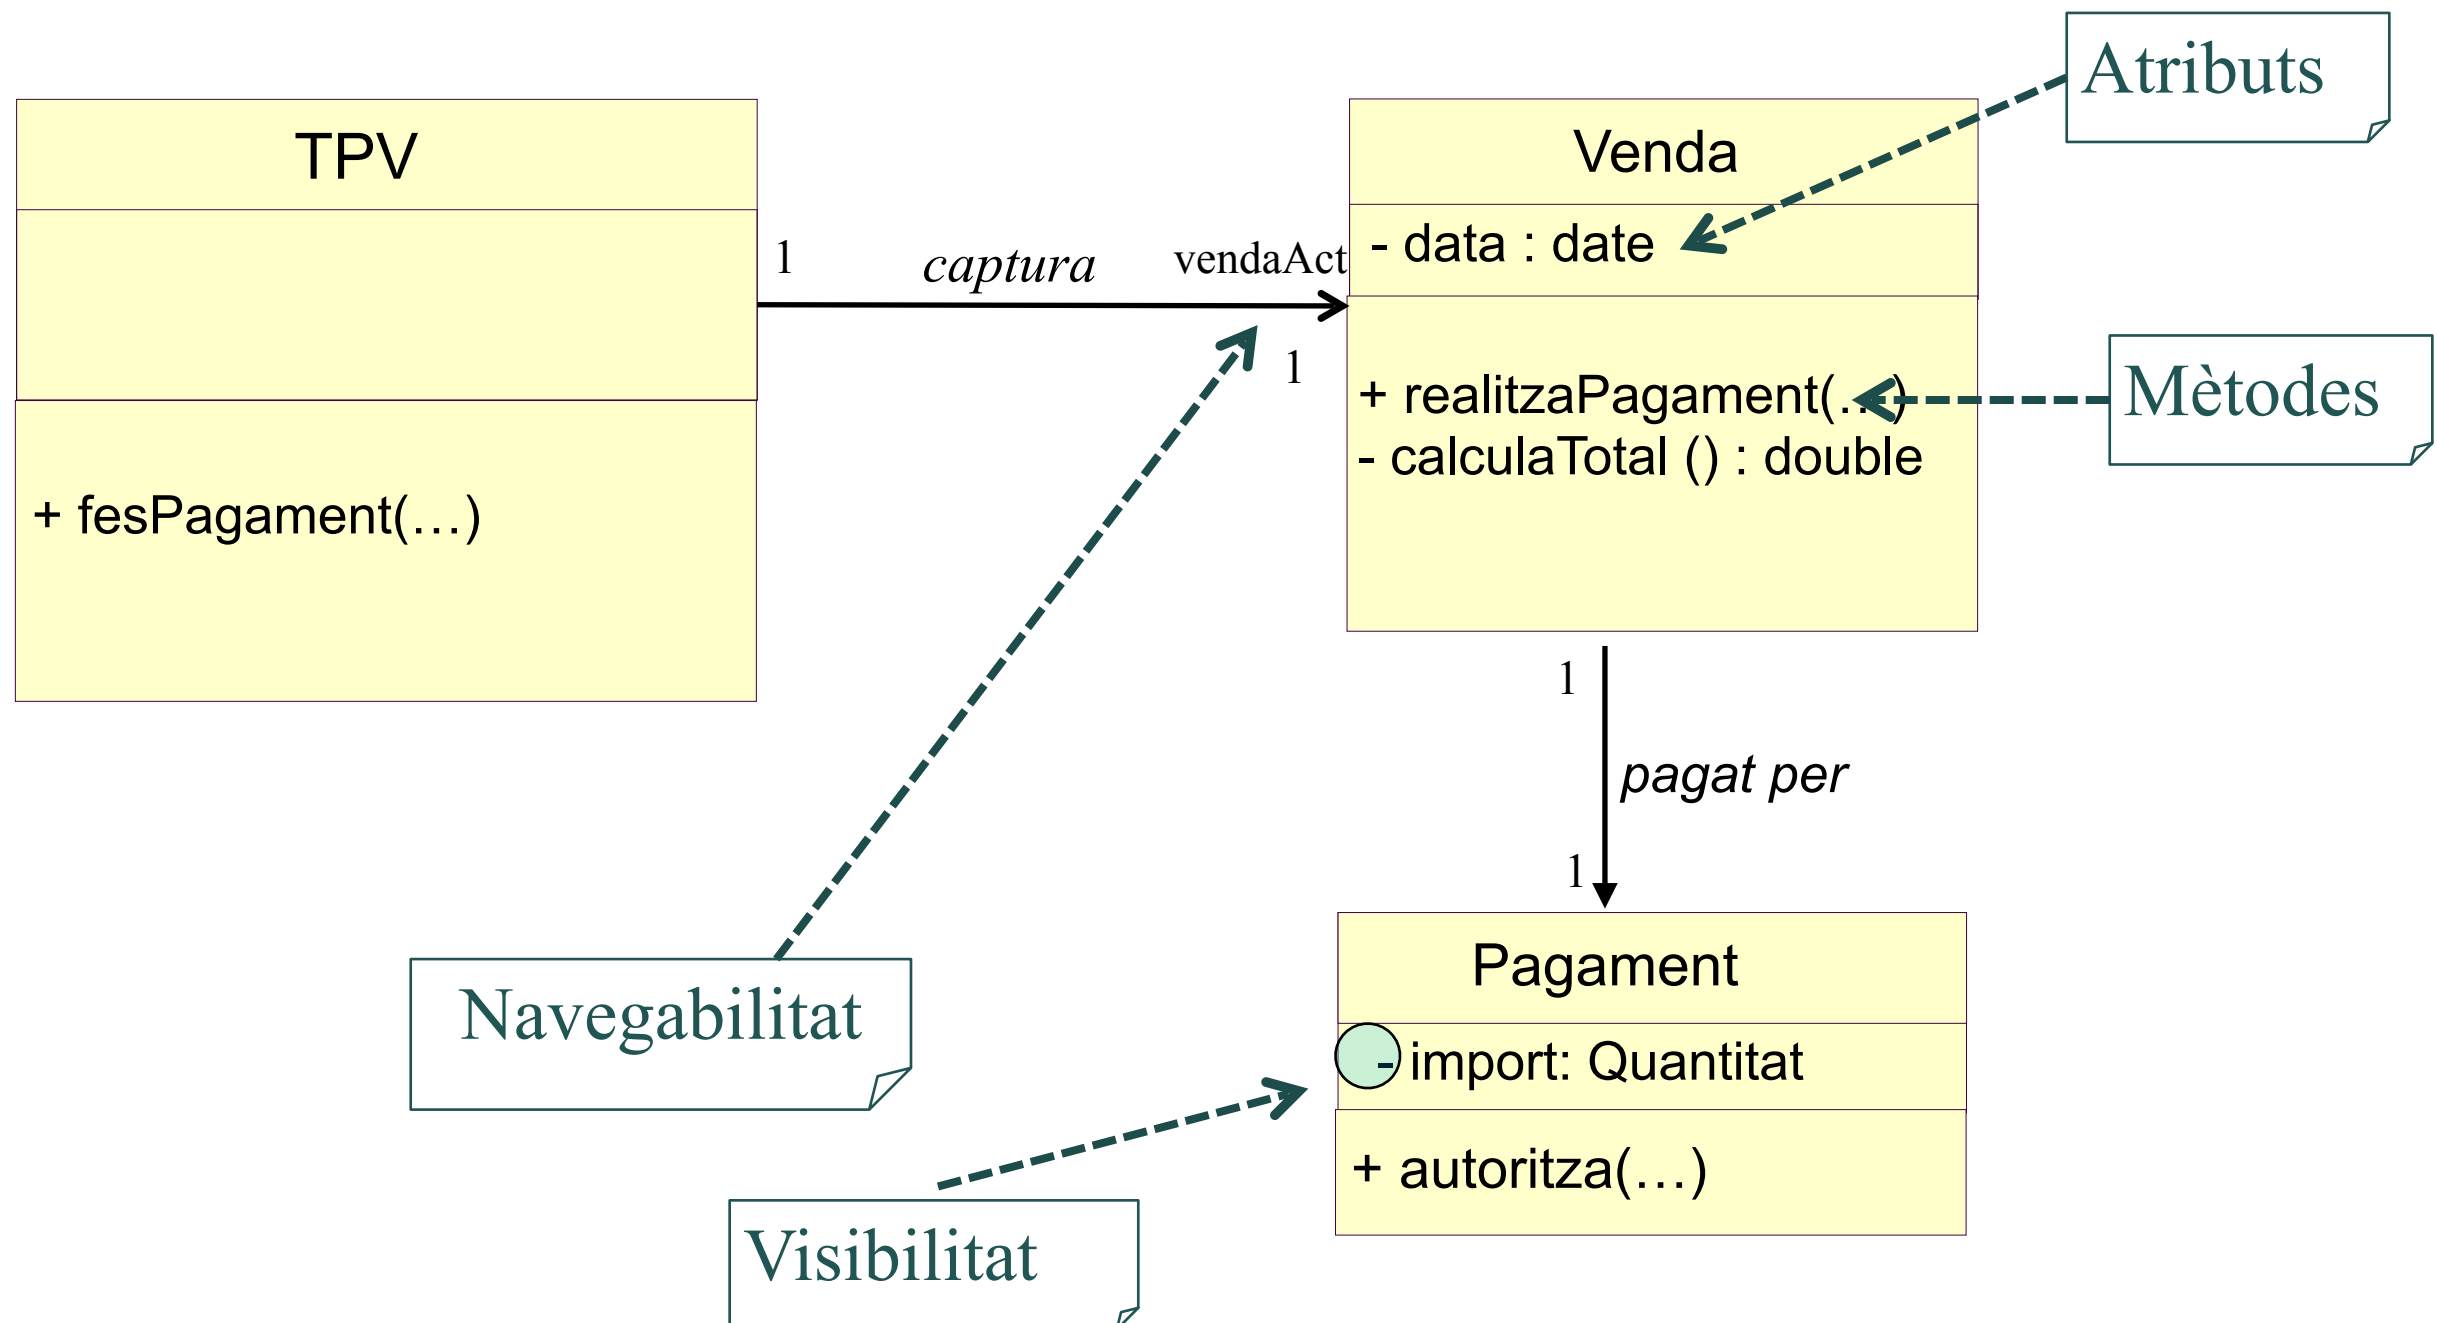 TPV
+ fesPagament(…)
1
captura
vendaAct
1
Venda
- data : date
+ realitzaPagament(…)
- calculaTotal () : double
Atributs
Mètodes
1
pagat per
1
Pagament
- import: Quantitat
+ autoritza(…)
Navegabilitat
Visibilitat